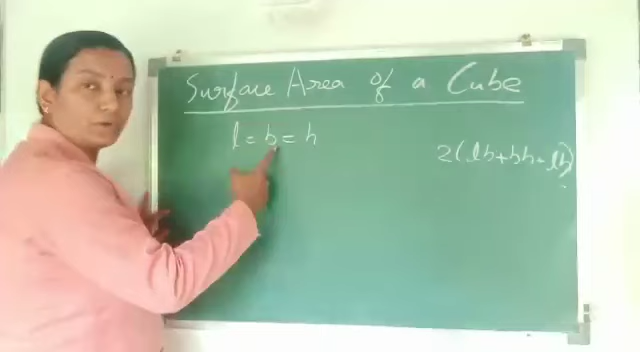 Surface Area of a Cube
l = b = h
2(lb+bh+lh)